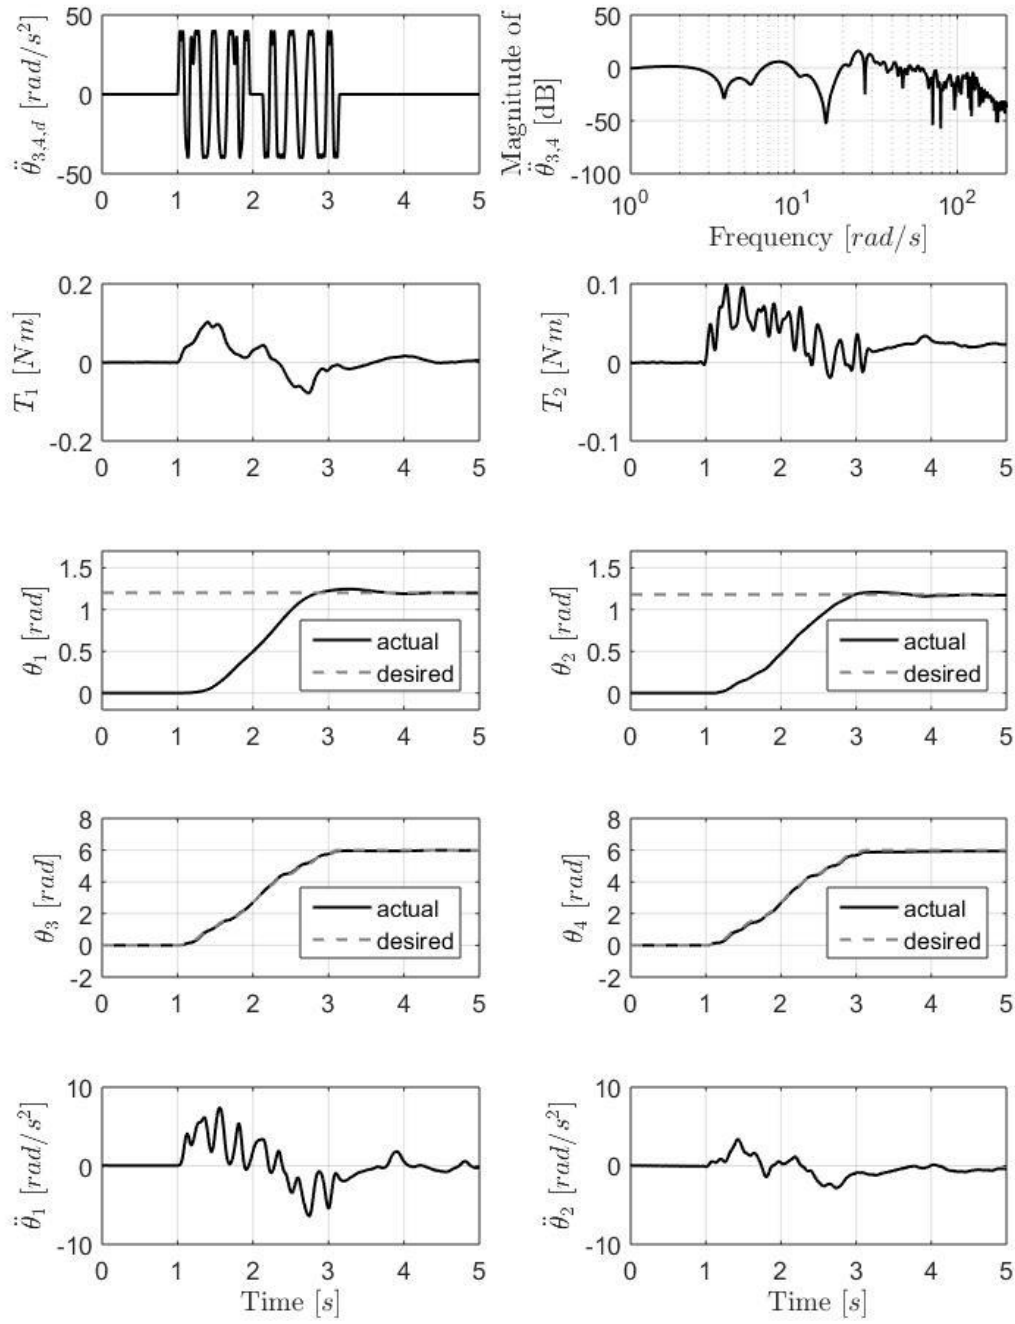 50
0
-50
0 1 2 3 4 5
θ̈₃,₄,d [rad/s²]
50
0
-50
-100
10⁰ 10¹ 10²
Magnitude of
θ̈₃,₄ [dB]
Frequency [rad/s]
0.2
0
-0.2
0 1 2 3 4 5
T₁ [Nm]
0.1
0
-0.1
0 1 2 3 4 5
T₂ [Nm]
1.5
1
0.5
0
0 1 2 3 4 5
θ₁ [rad]
actual
desired
1.5
1
0.5
0
0 1 2 3 4 5
θ₂ [rad]
actual
desired
8
6
4
2
0
-2
0 1 2 3 4 5
θ₃ [rad]
actual
desired
8
6
4
2
0
-2
0 1 2 3 4 5
θ₄ [rad]
actual
desired
10
0
-10
0 1 2 3 4 5
θ̈₁ [rad/s²]
Time [s]
10
0
-10
0 1 2 3 4 5
θ̈₂ [rad/s²]
Time [s]